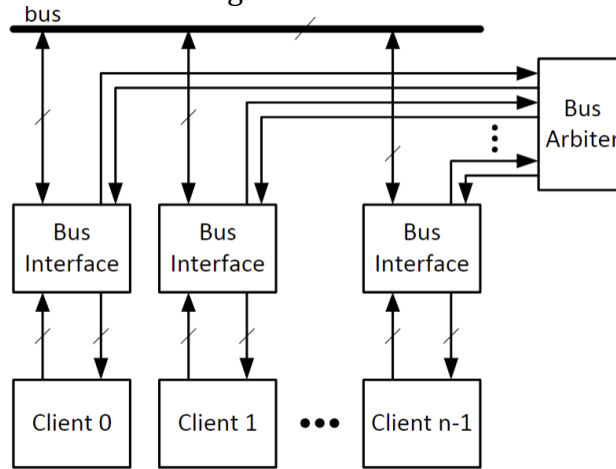 bus
Bus
Arbiter
Bus
Interface
Bus
Interface
Bus
Interface
Client 0
Client 1
Client n-1